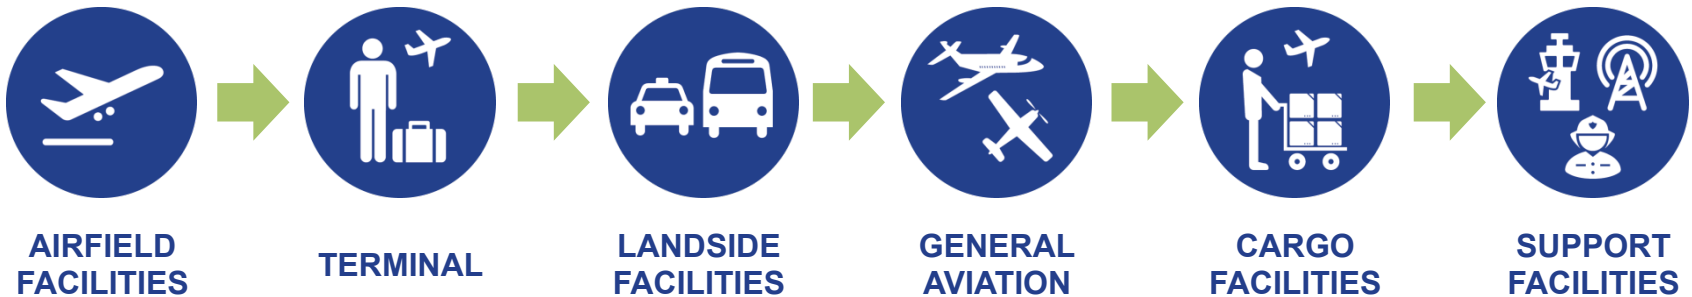 AIRFIELD
FACILITIES
TERMINAL
LANDSIDE
FACILITIES
GENERAL
AVIATION
CARGO
FACILITIES
SUPPORT
FACILITIES